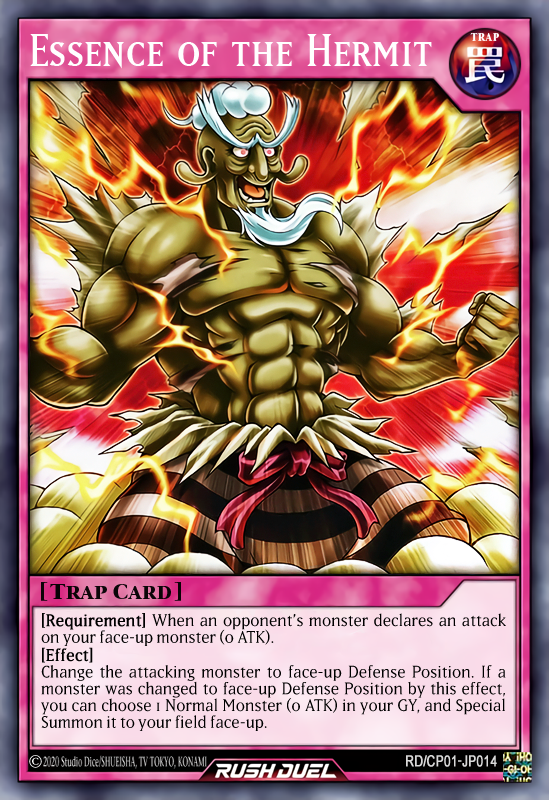 Essence of the Hermit
TRAP
罠
[Trap Card]
[Requirement] When an opponent's monster declares an attack
on your face-up monster (0 ATK).
[Effect]
Change the attacking monster to face-up Defense Position. If a
monster was changed to face-up Defense Position by this effect,
you can choose 1 Normal Monster (0 ATK) in your GY, and Special
Summon it to your field face-up.
©2020 Studio Dice/SHUEISHA, TV TOKYO, KONAMI
RUSH DUEL
RD/CP01-JP014